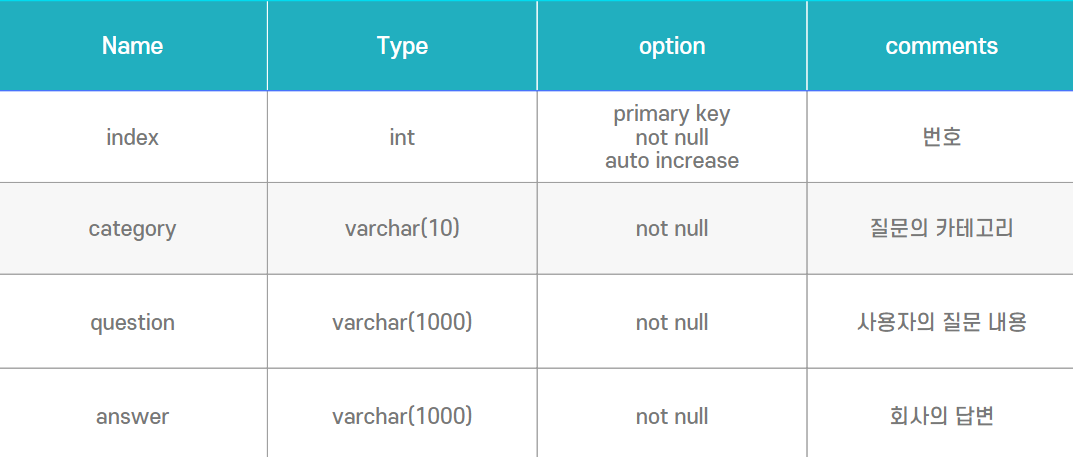 Name Type option comments
primary key
index int not null 번호
auto increase
category varchar(10) not null 질문의 카테고리
question varchar(1000) not null 사용자의 질문 내용
answer varchar(1000) not null 회사의 답변